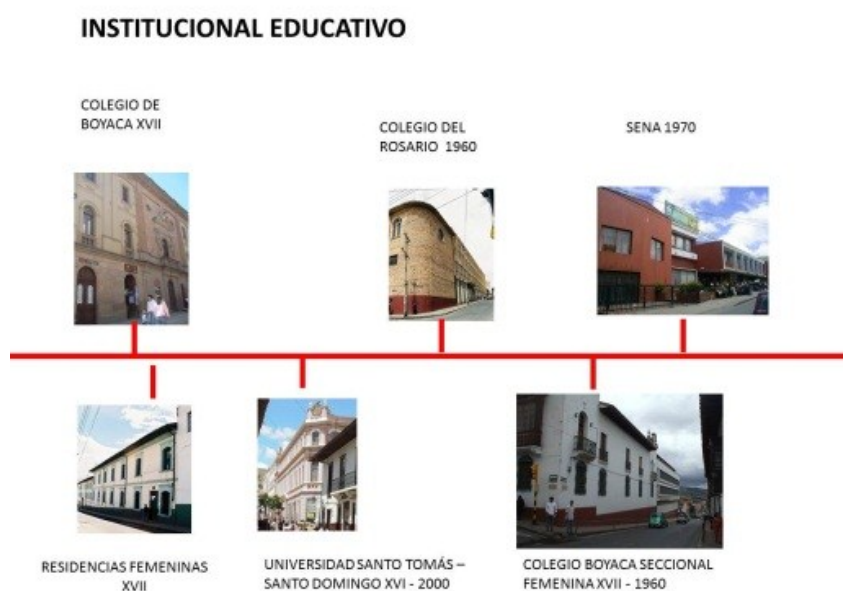 INSTITUCIONAL EDUCATIVO
COLEGIO DE
BOYACA XVII
COLEGIO DEL
ROSARIO 1960
SENA 1970
RESIDENCIAS FEMENINAS
XVII
UNIVERSIDAD SANTO TOMÁS –
SANTO DOMINGO XVI - 2000
COLEGIO BOYACA SECCIONAL
FEMENINA XVII - 1960